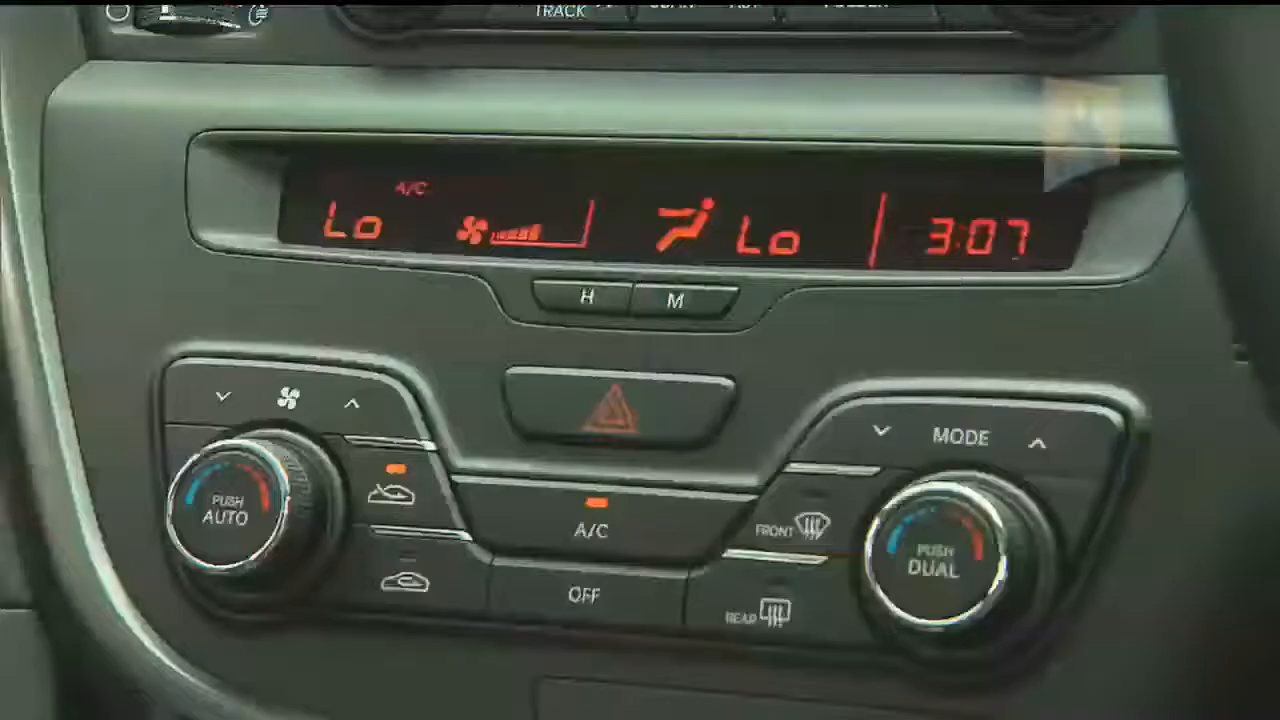 TRACK
A/C
Lo
Lo
3:07
H
M
MODE
PUSH
AUTO
A/C
FRONT
PUSH
DUAL
OFF
REAR